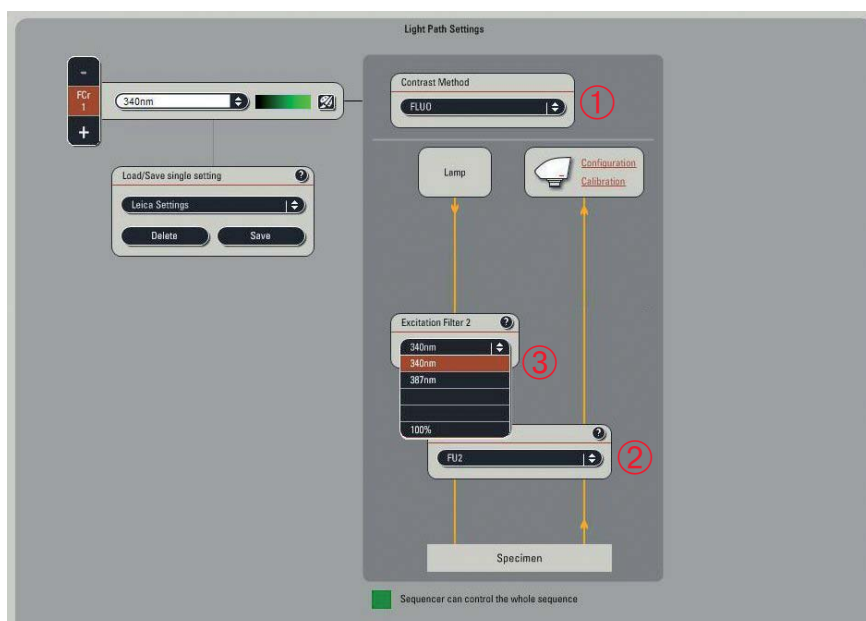 Light Path Settings
-
FCr
1
+
340nm
Load/Save single setting ?
Leica Settings
Delete Save
Contrast Method
FLUO
①
Lamp
Configuration
Calibration
Excitation Filter 2 ?
340nm
340nm
387nm
100%
③
?
FU2
②
Specimen
Sequencer can control the whole sequence